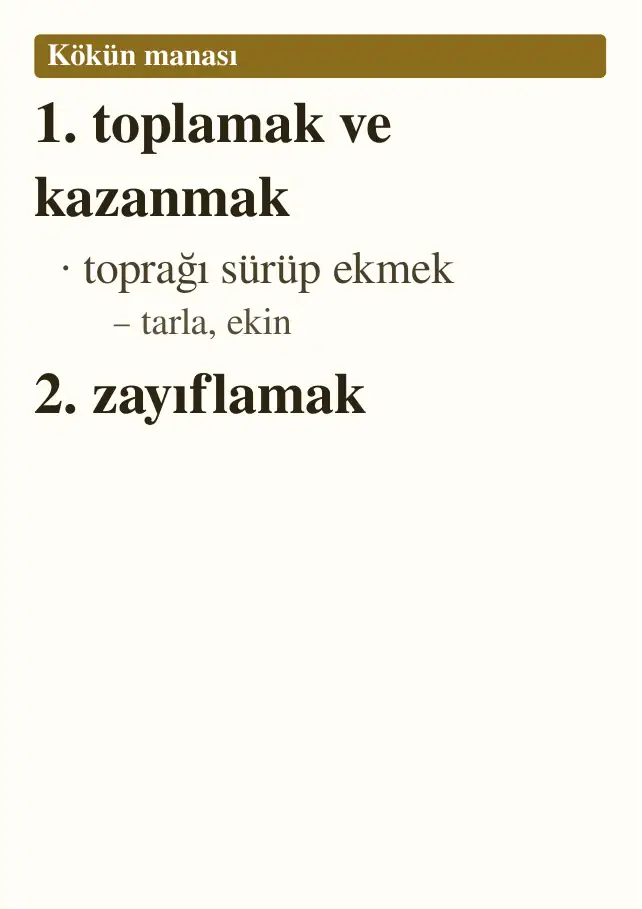 Kökün manası
1. toplamak ve
kazanmak
· toprağı sürüp ekmek
– tarla, ekin
2. zayıflamak